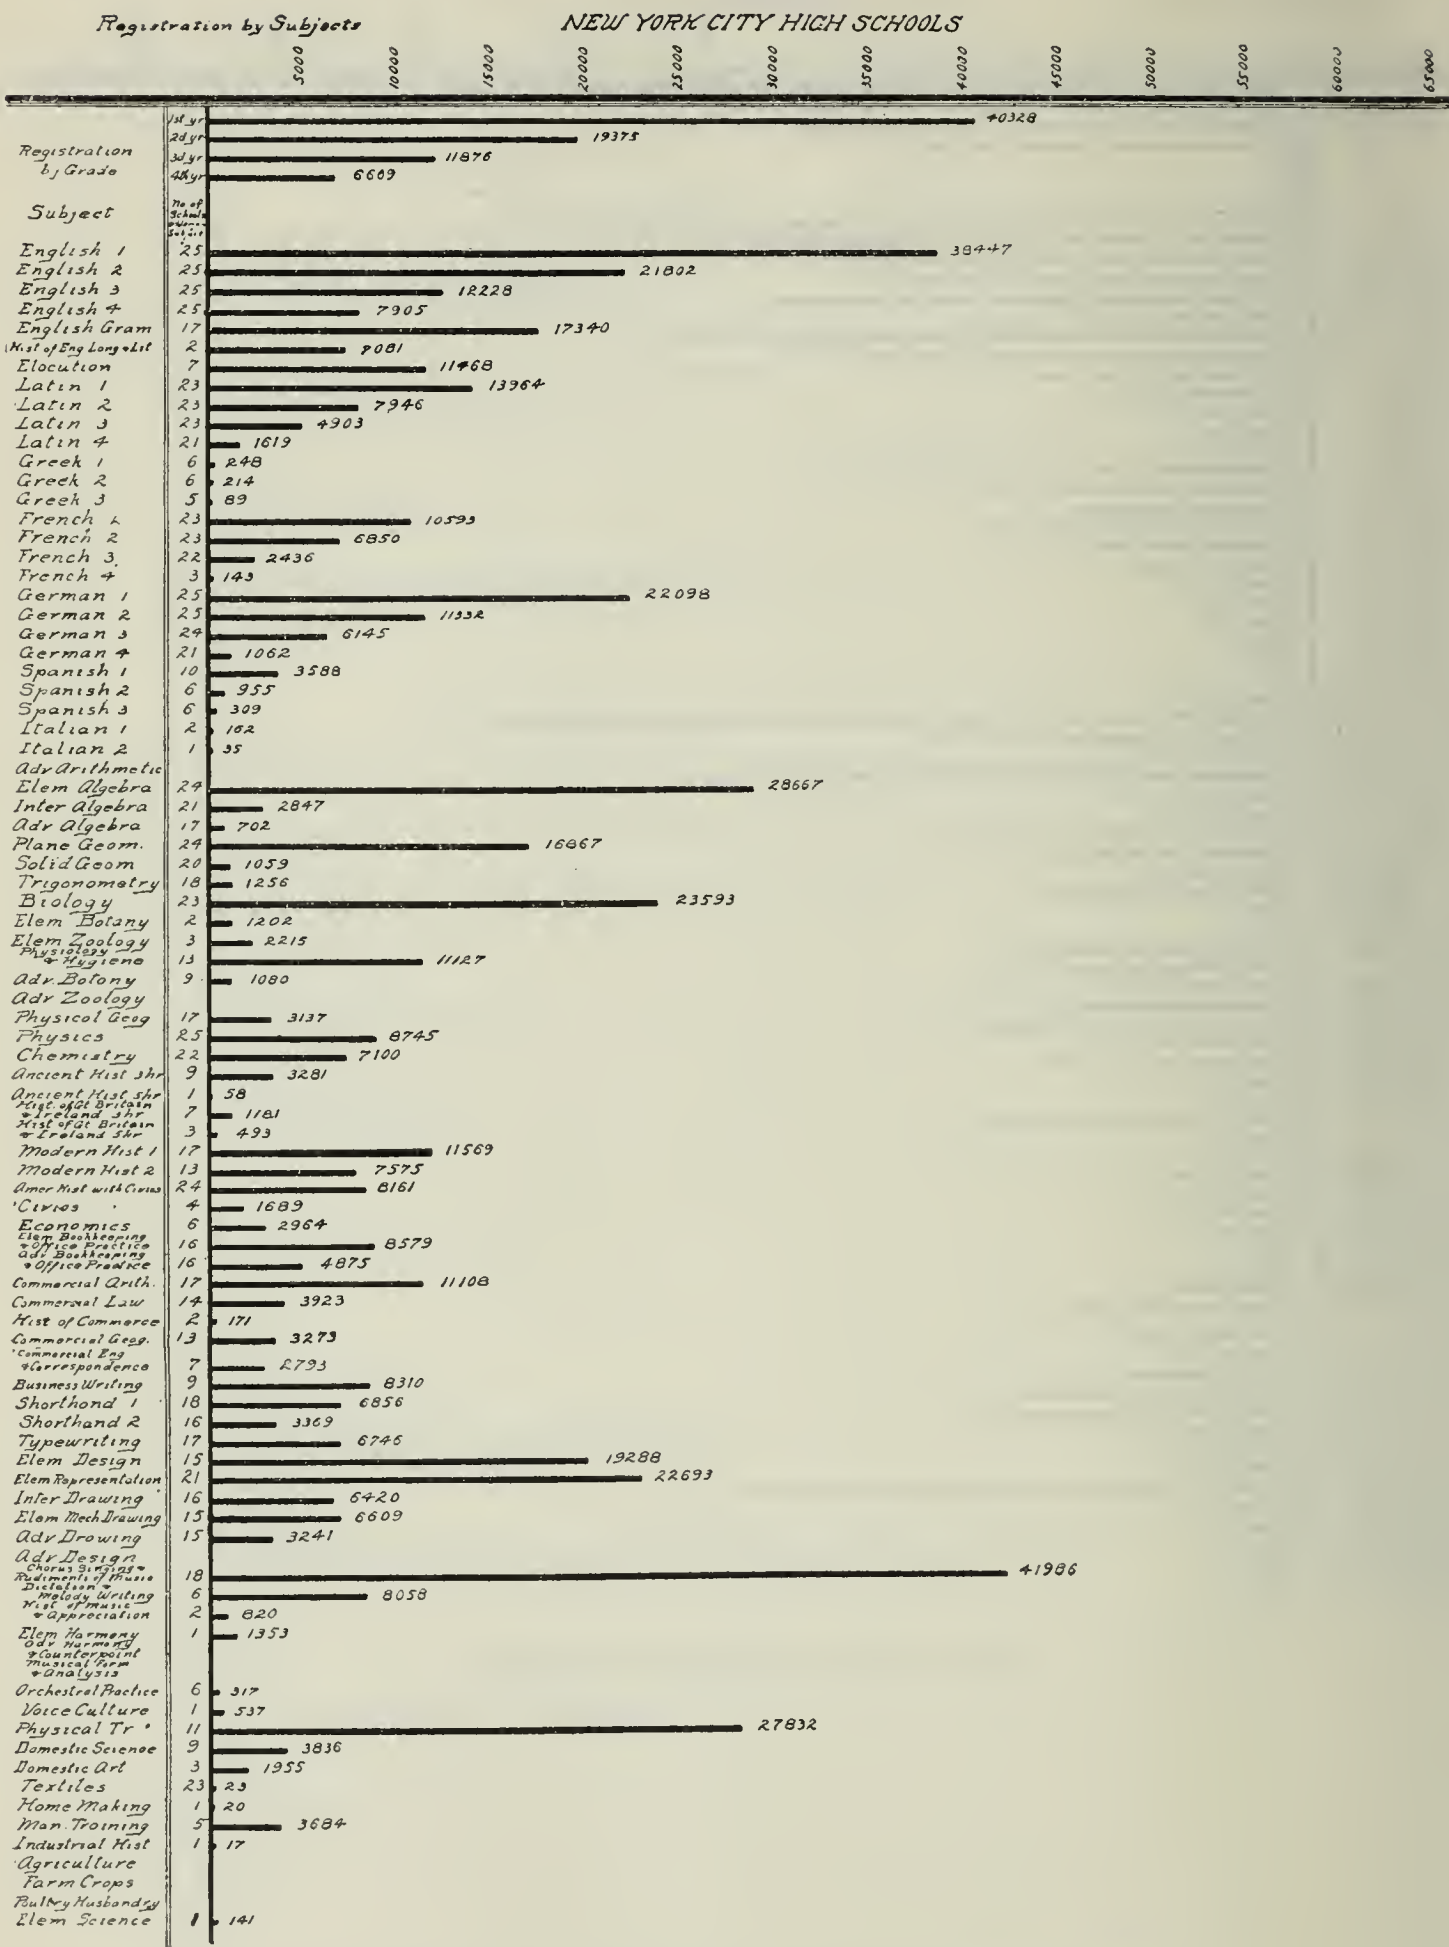 Registration by Subjects NEW YORK CITY HIGH SCHOOLS
5000 10000 15000 20000 25000 30000 35000 40000 45000 50000 55000 60000 65000
Registration by Grade
1st yr 40328
2d yr 19375
3d yr 11876
4th yr 6669
Subject No of Schools
English 1 25 38447
English 2 25 21802
English 3 25 12228
English 4 25 7905
English Gram 17 17340
Hist of Eng Lang & Lit 2 7081
Elocution 7 11468
Latin 1 23 13964
Latin 2 23 7946
Latin 3 23 4903
Latin 4 21 1619
Greek 1 6 248
Greek 2 6 214
Greek 3 5 89
French 1 23 10593
French 2 23 6850
French 3 22 2436
French 4 3 143
German 1 25 22098
German 2 25 11332
German 3 24 6145
German 4 21 1062
Spanish 1 10 3588
Spanish 2 6 955
Spanish 3 6 309
Italian 1 2 162
Italian 2 1 35
Adv Arithmetic
Elem Algebra 24 28667
Inter Algebra 21 2847
Adv Algebra 17 702
Plane Geom. 24 16867
Solid Geom 20 1059
Trigonometry 18 1256
Biology 23 23593
Elem Botany 2 1202
Elem Zoology 3 2215
Physiology
& Hygiene 13 11127
Adv. Botany 9 1080
Adv Zoology
Physical Geog 17 3137
Physics 25 8745
Chemistry 22 7100
Ancient Hist 3hr 9 3281
Ancient Hist 5hr 1 58
Hist. of Gt Britain
& Ireland 3hr 7 1181
Hist of Gt Britain
& Ireland 5hr 3 493
Modern Hist 1 17 11569
Modern Hist 2 13 7575
Amer Hist with Civics 24 8161
Civics 4 1689
Economics 6 2964
Elem Bookkeeping
& Office Practice 16 8579
Adv Bookkeeping
& Office Practice 16 4875
Commercial Arith. 17 11108
Commercial Law 14 3923
Hist of Commerce 2 171
Commercial Geog. 13 3273
Commercial Eng
& Correspondence 7 2793
Business Writing 9 8310
Shorthand 1 18 6856
Shorthand 2 16 3369
Typewriting 17 6746
Elem Design 15 19288
Elem Representation 21 22693
Inter Drawing 16 6420
Elem Mech Drawing 15 6609
Adv Drawing 15 3241
Adv Design
Chorus Singing &
Rudiments of Music 18 41986
Dictation &
Melody Writing 6 8058
Hist of Music
& Appreciation 2 820
Elem Harmony 1 1353
Adv Harmony
& Counterpoint
Musical Form
& Analysis
Orchestral Practice 6 317
Voice Culture 1 537
Physical Tr 11 27832
Domestic Science 9 3836
Domestic Art 3 1955
Textiles 23 23
Home Making 1 20
Man. Training 5 3684
Industrial Hist 1 17
Agriculture
Farm Crops
Poultry Husbandry
Elem Science 1 141